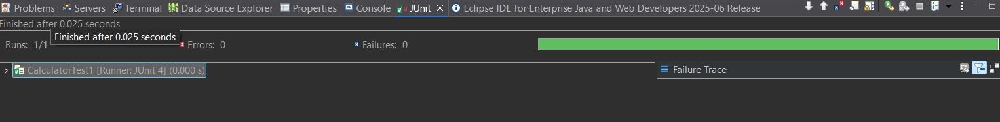 Problems Servers Terminal Data Source Explorer Properties Console JUnit Eclipse IDE for Enterprise Java and Web Developers 2025-06 Release
Finished after 0.025 seconds
Finished after 0.025 seconds
Runs: 1/1 Errors: 0 Failures: 0
CalculatorTest1 [Runner: JUnit 4] (0.000 s) Failure Trace